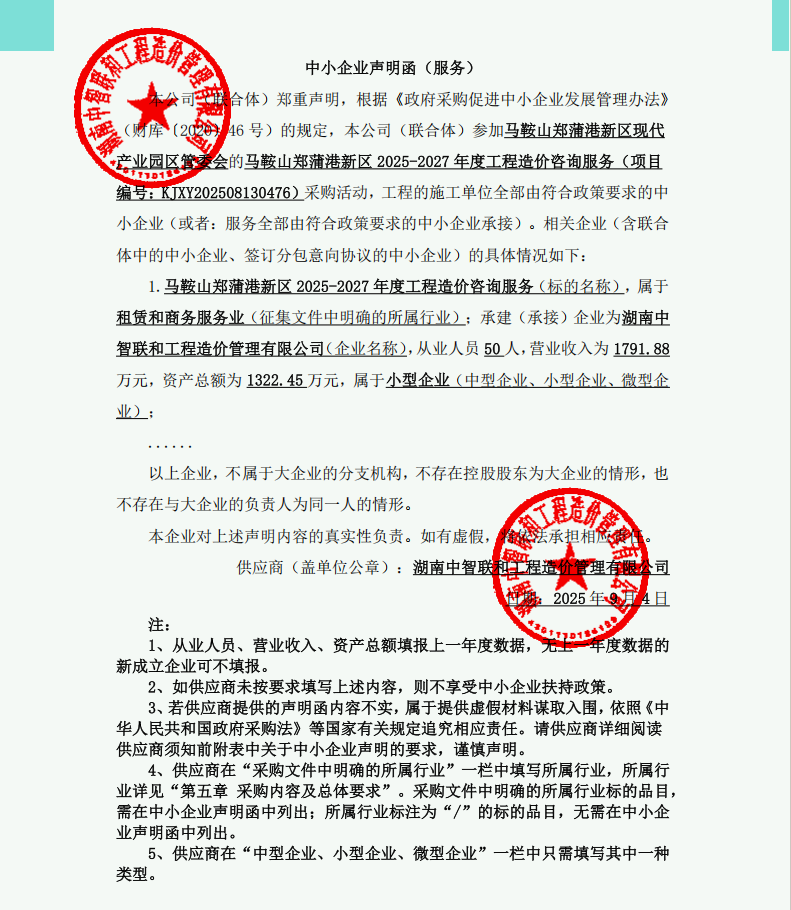 中小企业声明函（服务）
本公司（联合体）郑重声明，根据《政府采购促进中小企业发展管理办法》
（财库〔2020〕46 号）的规定，本公司（联合体）参加马鞍山郑蒲港新区现代
产业园区管委会的马鞍山郑蒲港新区 2025-2027 年度工程造价咨询服务（项目
编号：KJXY202508130476）采购活动，工程的施工单位全部由符合政策要求的中
小企业（或者：服务全部由符合政策要求的中小企业承接）。相关企业（含联合
体中的中小企业、签订分包意向协议的中小企业）的具体情况如下：
1.马鞍山郑蒲港新区 2025-2027 年度工程造价咨询服务（标的名称），属于
租赁和商务服务业（征集文件中明确的所属行业）；承建（承接）企业为湖南中
智联和工程造价管理有限公司(企业名称),从业人员 50 人，营业收入为 1791.88
万元，资产总额为 1322.45 万元，属于小型企业（中型企业、小型企业、微型企
业）；
......
以上企业，不属于大企业的分支机构，不存在控股股东为大企业的情形，也
不存在与大企业的负责人为同一人的情形。
本企业对上述声明内容的真实性负责。如有虚假，将依法承担相应责任。
供应商（盖单位公章）：湖南中智联和工程造价管理有限公司
日期：2025 年 9 月 4 日
注：
1、从业人员、营业收入、资产总额填报上一年度数据，无上一年度数据的
新成立企业可不填报。
2、如供应商未按要求填写上述内容，则不享受中小企业扶持政策。
3、若供应商提供的声明函内容不实，属于提供虚假材料谋取入围，依照《中
华人民共和国政府采购法》等国家有关规定追究相应责任。请供应商详细阅读
供应商须知前附表中关于中小企业声明的要求，谨慎声明。
4、供应商在“采购文件中明确的所属行业”一栏中填写所属行业，所属行
业详见“第五章 采购内容及总体要求”。采购文件中明确的所属行业标的品目，
需在中小企业声明函中列出；所属行业标注为“/”的标的品目，无需在中小企
业声明函中列出。
5、供应商在“中型企业、小型企业、微型企业”一栏中只需填写其中一种
类型。
湖南中智联和工程造价管理有限公司
湖南中智联和工程造价管理有限公司